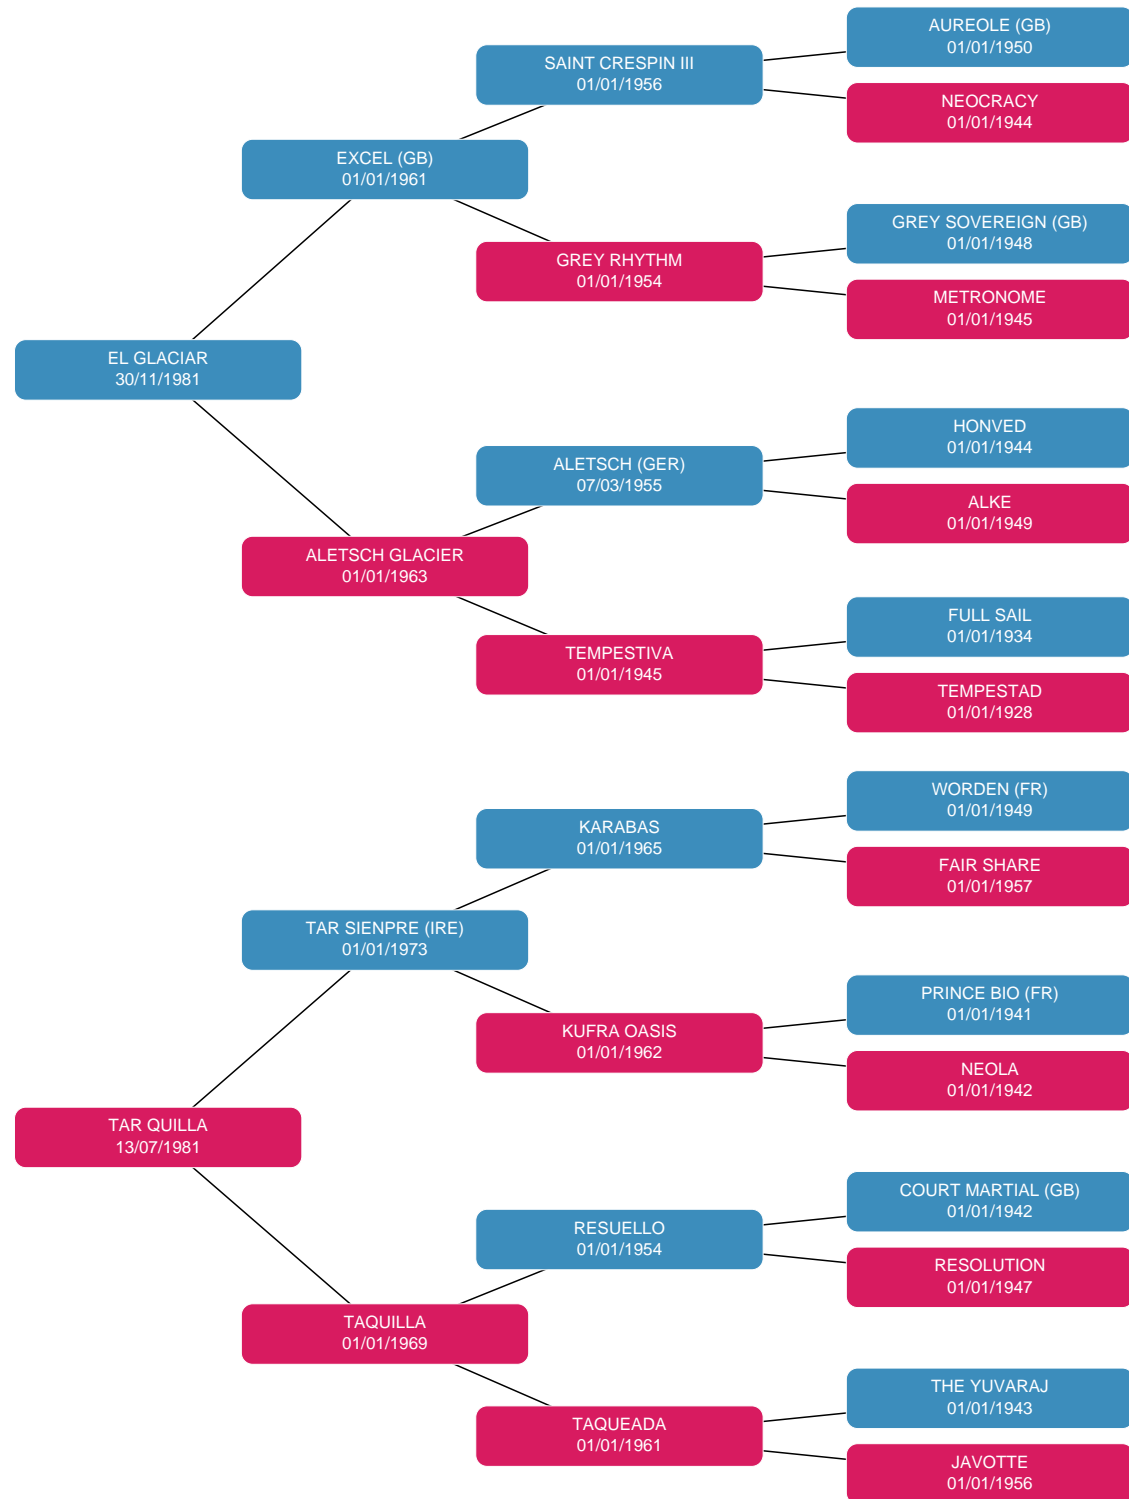 AUREOLE (GB)
01/01/1950
SAINT CRESPIN III
01/01/1956
NEOCRACY
01/01/1944
EXCEL (GB)
01/01/1961
GREY SOVEREIGN (GB)
01/01/1948
GREY RHYTHM
01/01/1954
METRONOME
01/01/1945
EL GLACIAR
30/11/1981
HONVED
01/01/1944
ALETSCH (GER)
07/03/1955
ALKE
01/01/1949
ALETSCH GLACIER
01/01/1963
FULL SAIL
01/01/1934
TEMPESTIVA
01/01/1945
TEMPESTAD
01/01/1928
WORDEN (FR)
01/01/1949
KARABAS
01/01/1965
FAIR SHARE
01/01/1957
TAR SIENPRE (IRE)
01/01/1973
PRINCE BIO (FR)
01/01/1941
KUFRA OASIS
01/01/1962
NEOLA
01/01/1942
TAR QUILLA
13/07/1981
COURT MARTIAL (GB)
01/01/1942
RESUELLO
01/01/1954
RESOLUTION
01/01/1947
TAQUILLA
01/01/1969
THE YUVARAJ
01/01/1943
TAQUEADA
01/01/1961
JAVOTTE
01/01/1956